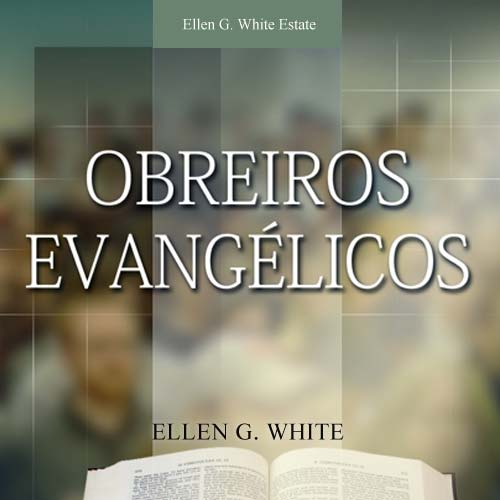 Ellen G. White Estate
OBREIROS
EVANGÉLICOS
ELLEN G. WHITE